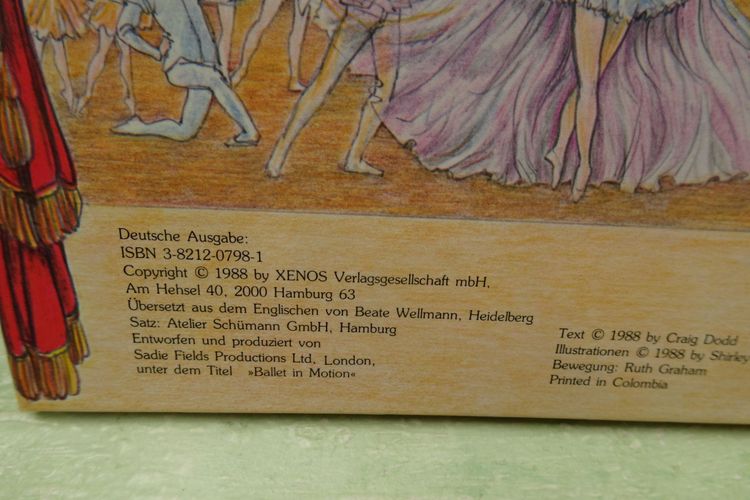 Deutsche Ausgabe:
ISBN 3-8212-0798-1
Copyright © 1988 by XENOS Verlagsgesellschaft mbH,
Am Hehsel 40, 2000 Hamburg 63
Übersetzt aus dem Englischen von Beate Wellmann, Heidelberg
Satz: Atelier Schümann GmbH, Hamburg
Entworfen und produziert von
Sadie Fields Productions Ltd, London,
unter dem Titel »Ballet in Motion«
Text © 1988 by Craig Dodd
Illustrationen © 1988 by Shirley
Bewegung: Ruth Graham
Printed in Colombia